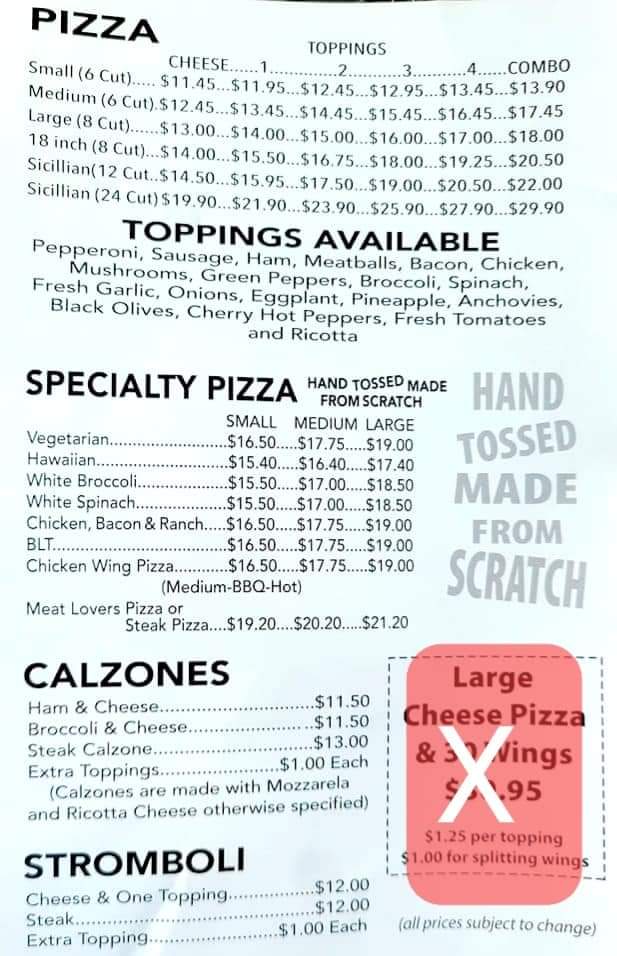 PIZZA
TOPPINGS
CHEESE......1.............2............3...........4......COMBO
Small (6 Cut)..... $11.45...$11.95...$12.45...$12.95...$13.45...$13.90
Medium (6 Cut).$12.45...$13.45...$14.45...$15.45...$16.45...$17.45
Large (8 Cut)......$13.00...$14.00...$15.00...$16.00...$17.00...$18.00
18 inch (8 Cut)...$14.00...$15.50...$16.75...$18.00...$19.25...$20.50
Sicillian(12 Cut..$14.50...$15.95...$17.50...$19.00...$20.50...$22.00
Sicillian (24 Cut) $19.90...$21.90...$23.90...$25.90...$27.90...$29.90
TOPPINGS AVAILABLE
Pepperoni, Sausage, Ham, Meatballs, Bacon, Chicken,
Mushrooms, Green Peppers, Broccoli, Spinach,
Fresh Garlic, Onions, Eggplant, Pineapple, Anchovies,
Black Olives, Cherry Hot Peppers, Fresh Tomatoes
and Ricotta
SPECIALTY PIZZA HAND TOSSED MADE
FROM SCRATCH
SMALL MEDIUM LARGE
Vegetarian.........................$16.50.....$17.75.....$19.00
Hawaiian............................$15.40.....$16.40.....$17.40
White Broccoli...................$15.50.....$17.00.....$18.50
White Spinach...................$15.50.....$17.00.....$18.50
Chicken, Bacon & Ranch.....$16.50.....$17.75.....$19.00
BLT.....................................$16.50.....$17.75.....$19.00
Chicken Wing Pizza...........$16.50.....$17.75.....$19.00
(Medium-BBQ-Hot)
Meat Lovers Pizza or
Steak Pizza....$19.20....$20.20.....$21.20
HAND
TOSSED
MADE
FROM
SCRATCH
CALZONES
Ham & Cheese..................................$11.50
Broccoli & Cheese............................$11.50
Steak Calzone...................................$13.00
Extra Toppings.........................$1.00 Each
(Calzones are made with Mozzarela
and Ricotta Cheese otherwise specified)
STROMBOLI
Cheese & One Topping...................$12.00
Steak................................................$12.00
Extra Topping...........................$1.00 Each
Large
Cheese Pizza
& Wings
X
$1.25 per topping
$1.00 for splitting wings
(all prices subject to change)